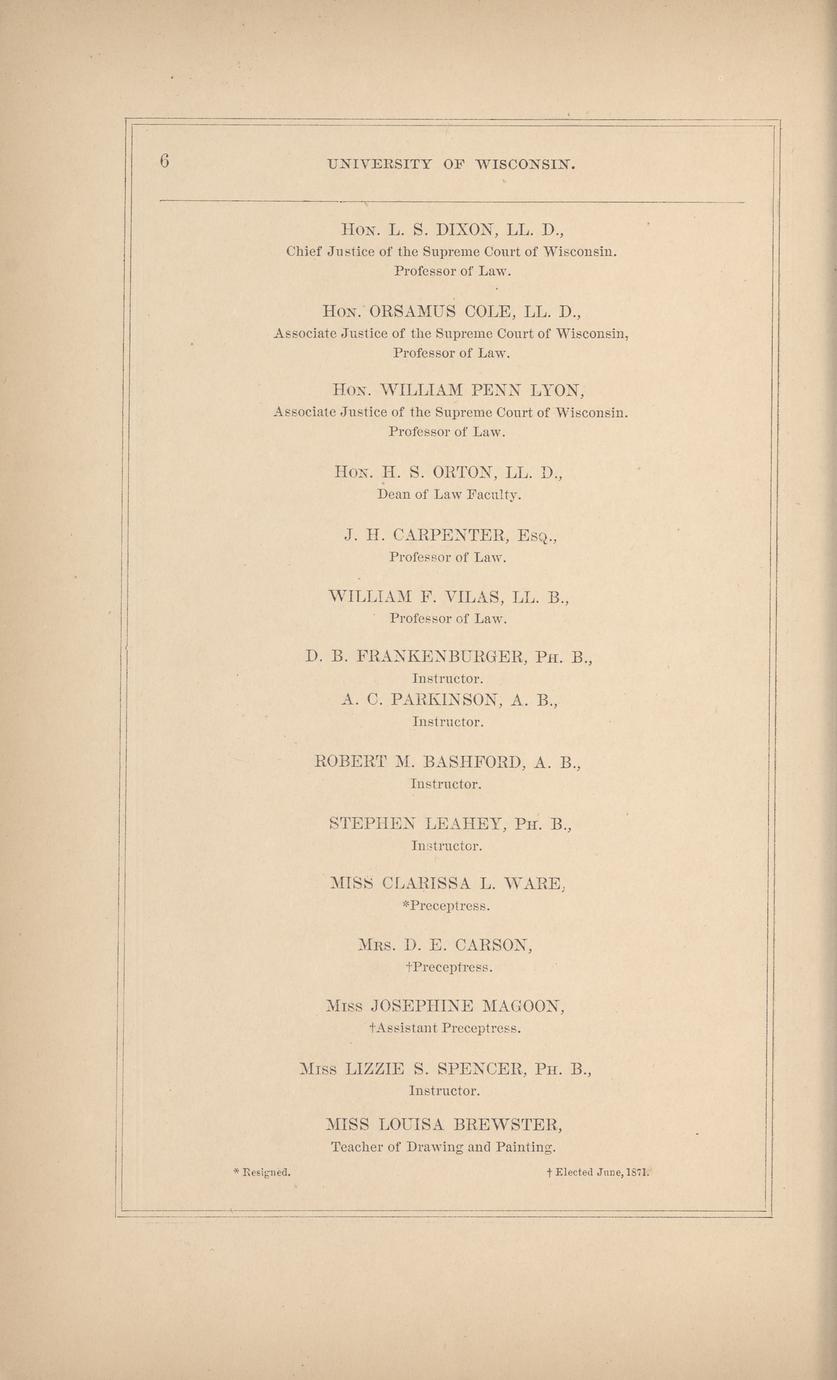 6
UNIVERSITY OF WISCONSIN.
Hon. L. S. DIXON, LL. D.,
Chief Justice of the Supreme Court of Wisconsin.
Professor of Law.
Hon. ORSAMUS COLE, LL. D.,
Associate Justice of the Supreme Court of Wisconsin,
Professor of Law.
Hon. WILLIAM PENN LYON,
Associate Justice of the Supreme Court of Wisconsin.
Professor of Law.
Hon. H. S. ORTON, LL. D.,
Dean of Law Faculty.
J. H. CARPENTER, Esq.,
Professor of Law.
WILLIAM F. VILAS, LL. B.,
Professor of Law.
D. B. FRANKENBURGER, Ph. B.,
Instructor.
A. C. PARKINSON, A. B.,
Instructor.
ROBERT M. BASHFORD, A. B.,
Instructor.
STEPHEN LEAHEY, Ph. B.,
Instructor.
MISS CLARISSA L. WARE,
*Preceptress.
Mrs. D. E. CARSON,
†Preceptress.
Miss JOSEPHINE MAGOON,
†Assistant Preceptress.
Miss LIZZIE S. SPENCER, Ph. B.,
Instructor.
MISS LOUISA BREWSTER,
Teacher of Drawing and Painting.
* Resigned.
† Elected June, 1871.